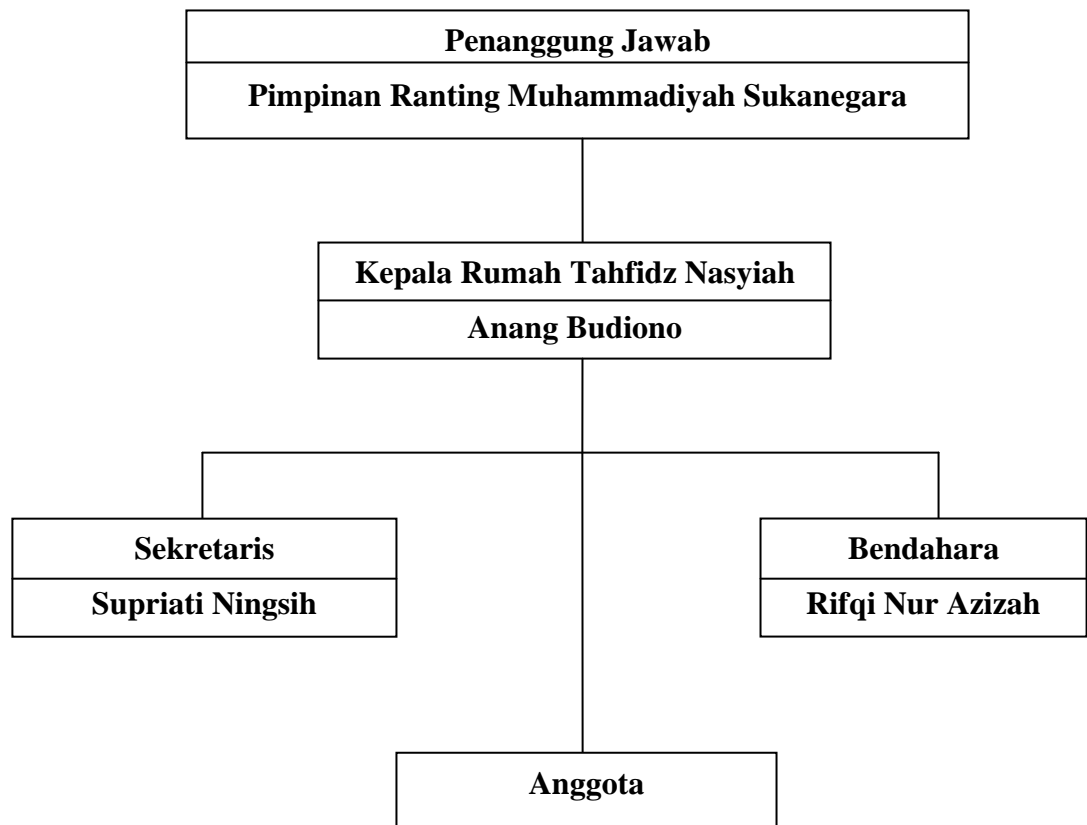 Penanggung Jawab
Pimpinan Ranting Muhammadiyah Sukanegara
Kepala Rumah Tahfidz Nasyiah
Anang Budiono
Sekretaris
Supriati Ningsih
Bendahara
Rifqi Nur Azizah
Anggota